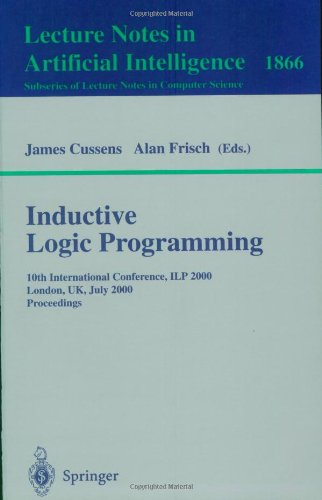 Lecture Notes in
Artificial Intelligence 1866
Subseries of Lecture Notes in Computer Science
James Cussens Alan Frisch (Eds.)
Inductive
Logic Programming
10th International Conference, ILP 2000
London, UK, July 2000
Proceedings
Springer